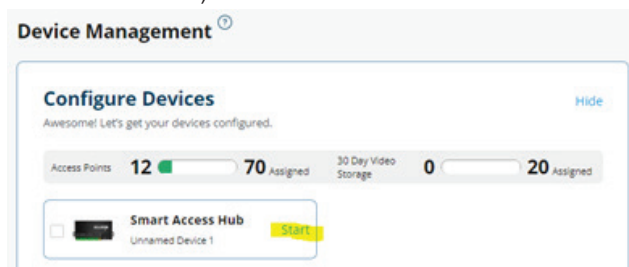 Device Management ?
Configure Devices
Hide
Awesome! Let's get your devices configured.
Access Points 12 70 Assigned 30 Day Video Storage 0 20 Assigned
Smart Access Hub
Start
Unnamed Device 1